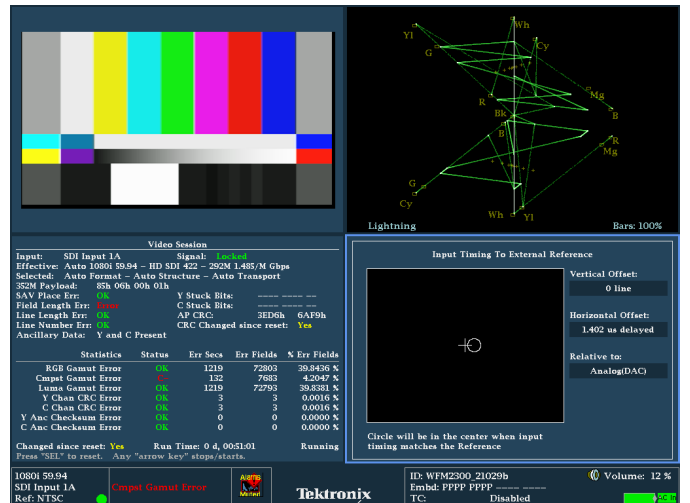 Yl
Wh
Cy
G
Mg
R
B
Bk
B
R
Mg
G
Cy
Wh
Yl
Lightning
Bars: 100%
Video Session
Input: SDI Input 1A Signal: Locked
Effective: Auto 1080i 59.94 – HD SDI 422 – 292M 1.485/M Gbps
Selected: Auto Format – Auto Structure – Auto Transport
352M Payload: 85h 06h 00h 01h
SAV Place Err: OK Y Stuck Bits: –––– –––– ––
Field Length Err: Error C Stuck Bits: –––– –––– ––
Line Length Err: OK AP CRC: 3ED6h 6AF9h
Line Number Err: OK CRC Changed since reset: Yes
Ancillary Data: Y and C Present
Statistics Status Err Secs Err Fields % Err Fields
RGB Gamut Error OK 1219 72803 39.8436 %
Cmpst Gamut Error 132 7683 4.2047 %
Luma Gamut Error OK 1219 72793 39.8381 %
Y Chan CRC Error OK 3 3 0.0016 %
C Chan CRC Error OK 3 3 0.0016 %
Y Anc Checksum Error OK 0 0 0.0000 %
C Anc Checksum Error OK 0 0 0.0000 %
Changed since reset: Yes Run Time: 0 d, 00:51:01 Running
Press "SEL" to reset. Any "arrow key" stops/starts.
Input Timing To External Reference
Vertical Offset:
0 line
Horizontal Offset:
1.402 us delayed
Relative to:
Analog(DAC)
Circle will be in the center when input
timing matches the Reference
1080i 59.94
SDI Input 1A
Ref: NTSC
Cmpst Gamut Error
Alarms
Muted
Tektronix
ID: WFM2300_21029b
Embd: PPPP PPPP –––– ––––
TC: Disabled
Volume: 12 %
AC In